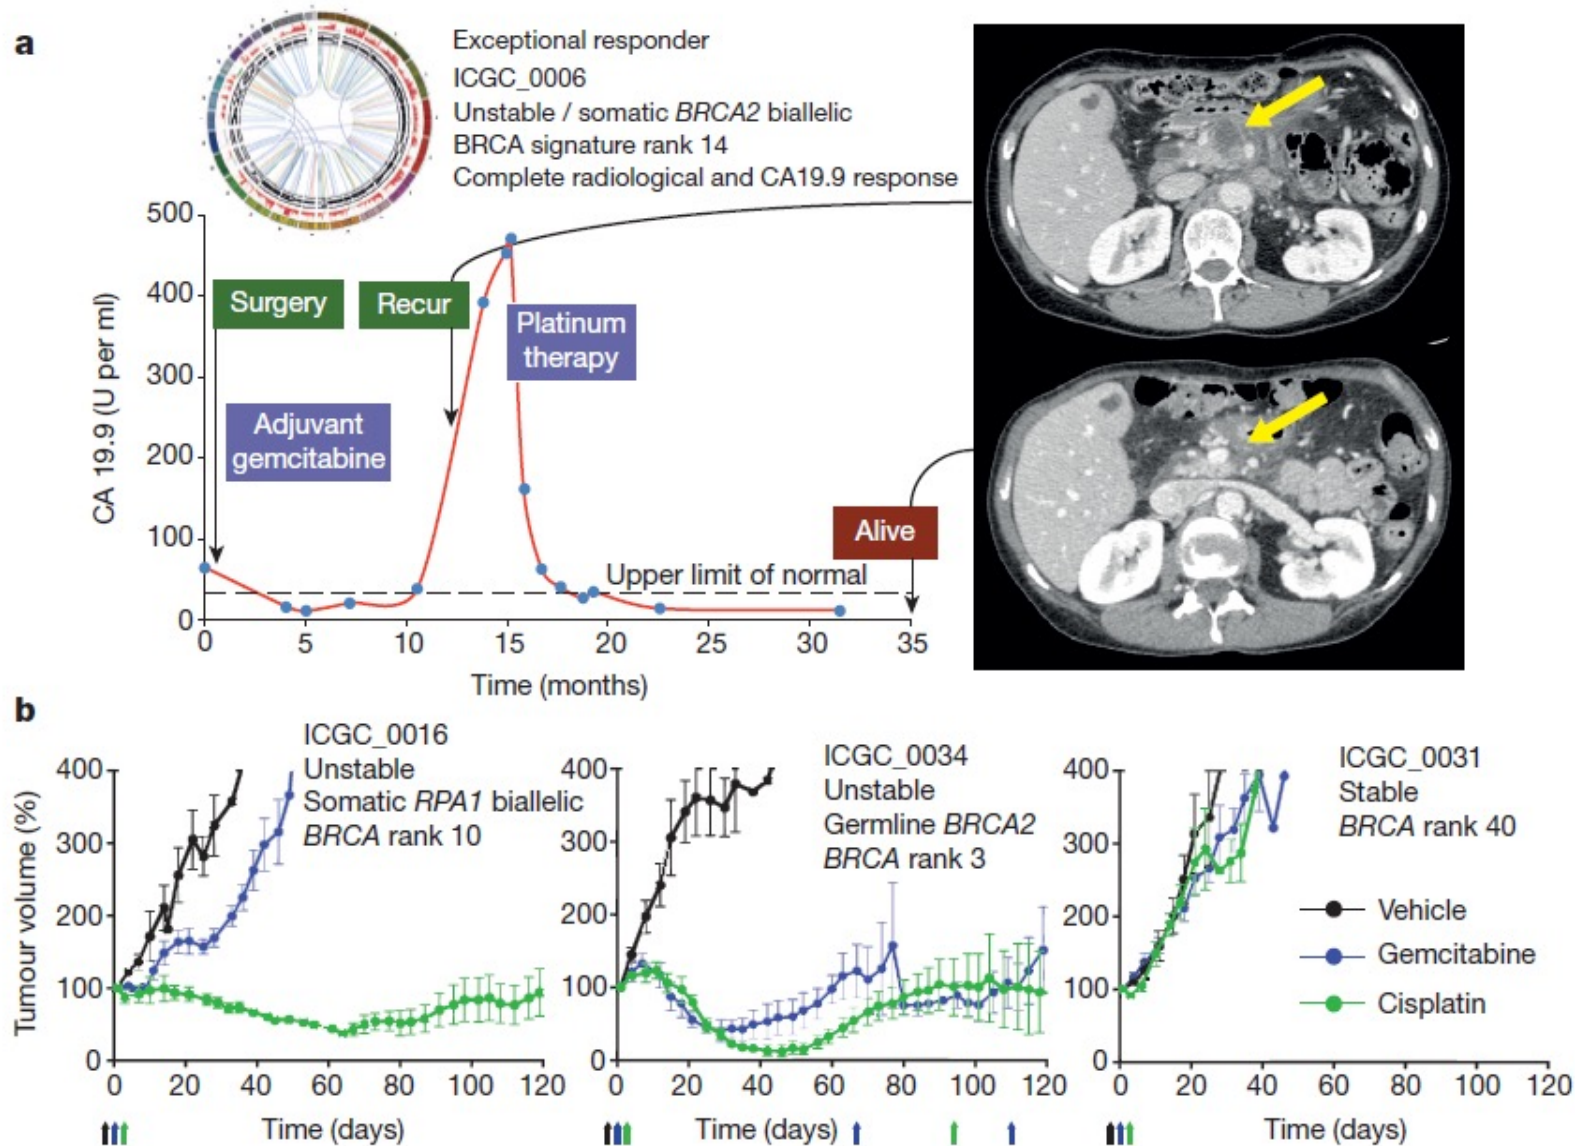 a
Exceptional responder
ICGC_0006
Unstable / somatic BRCA2 biallelic
BRCA signature rank 14
Complete radiological and CA19.9 response
CA 19.9 (U per ml)
500
400
300
200
100
0
Surgery
Recur
Platinum
therapy
Adjuvant
gemcitabine
Alive
Upper limit of normal
0 5 10 15 20 25 30 35
Time (months)
b
Tumour volume (%)
ICGC_0016
Unstable
Somatic RPA1 biallelic
BRCA rank 10
400
300
200
100
0
0 20 40 60 80 100 120
Time (days)
ICGC_0034
Unstable
Germline BRCA2
BRCA rank 3
400
300
200
100
0
0 20 40 60 80 100 120
Time (days)
ICGC_0031
Stable
BRCA rank 40
400
300
200
100
0
Vehicle
Gemcitabine
Cisplatin
0 20 40 60 80 100 120
Time (days)